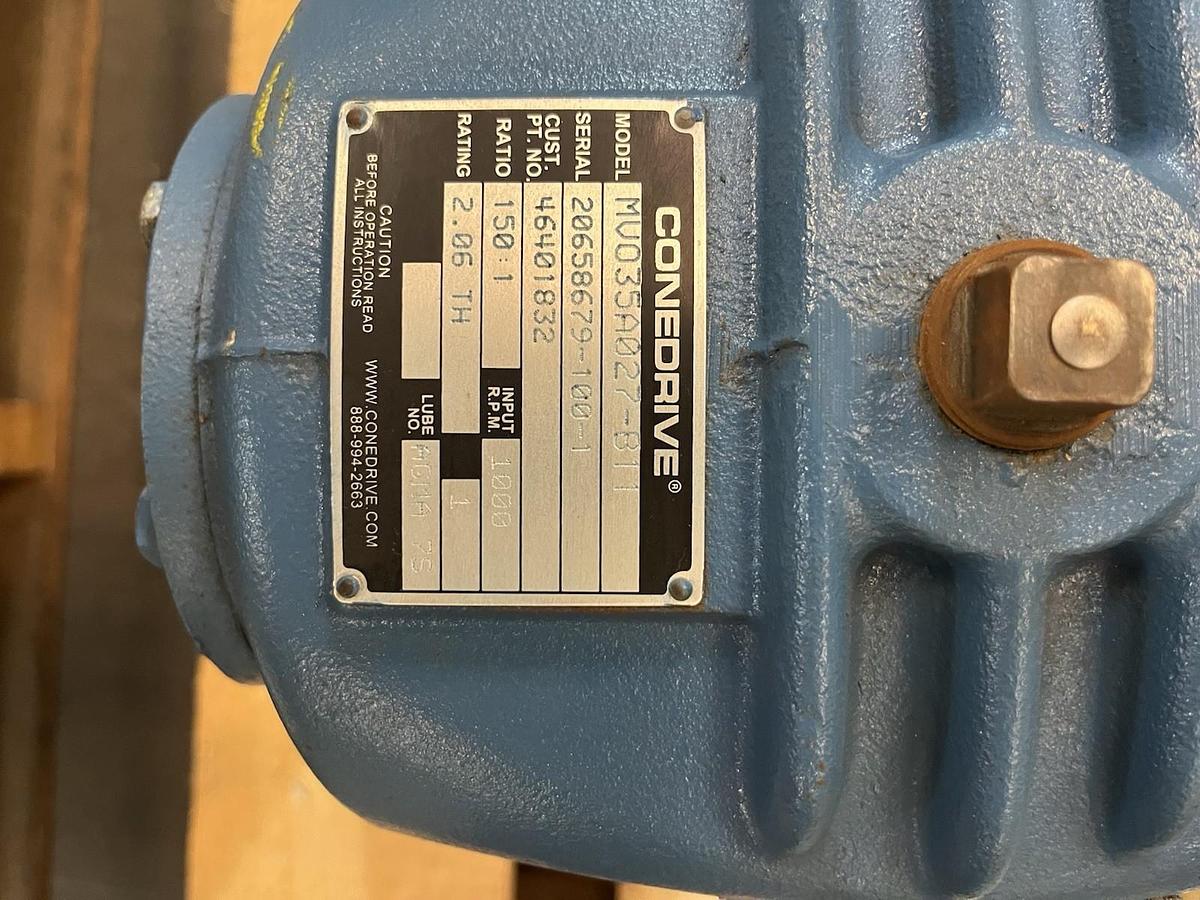 CONEDRIVE®
MODEL MUO35A027-B11
SERIAL 20658679-100-1
CUST. PT. NO. 46401832
RATIO 150:1 INPUT R.P.M. 1000
RATING 2.06 TH 1
LUBE NO. AGMA 7S
CAUTION
BEFORE OPERATION READ
ALL INSTRUCTIONS
WWW.CONEDRIVE.COM
888-994-2663